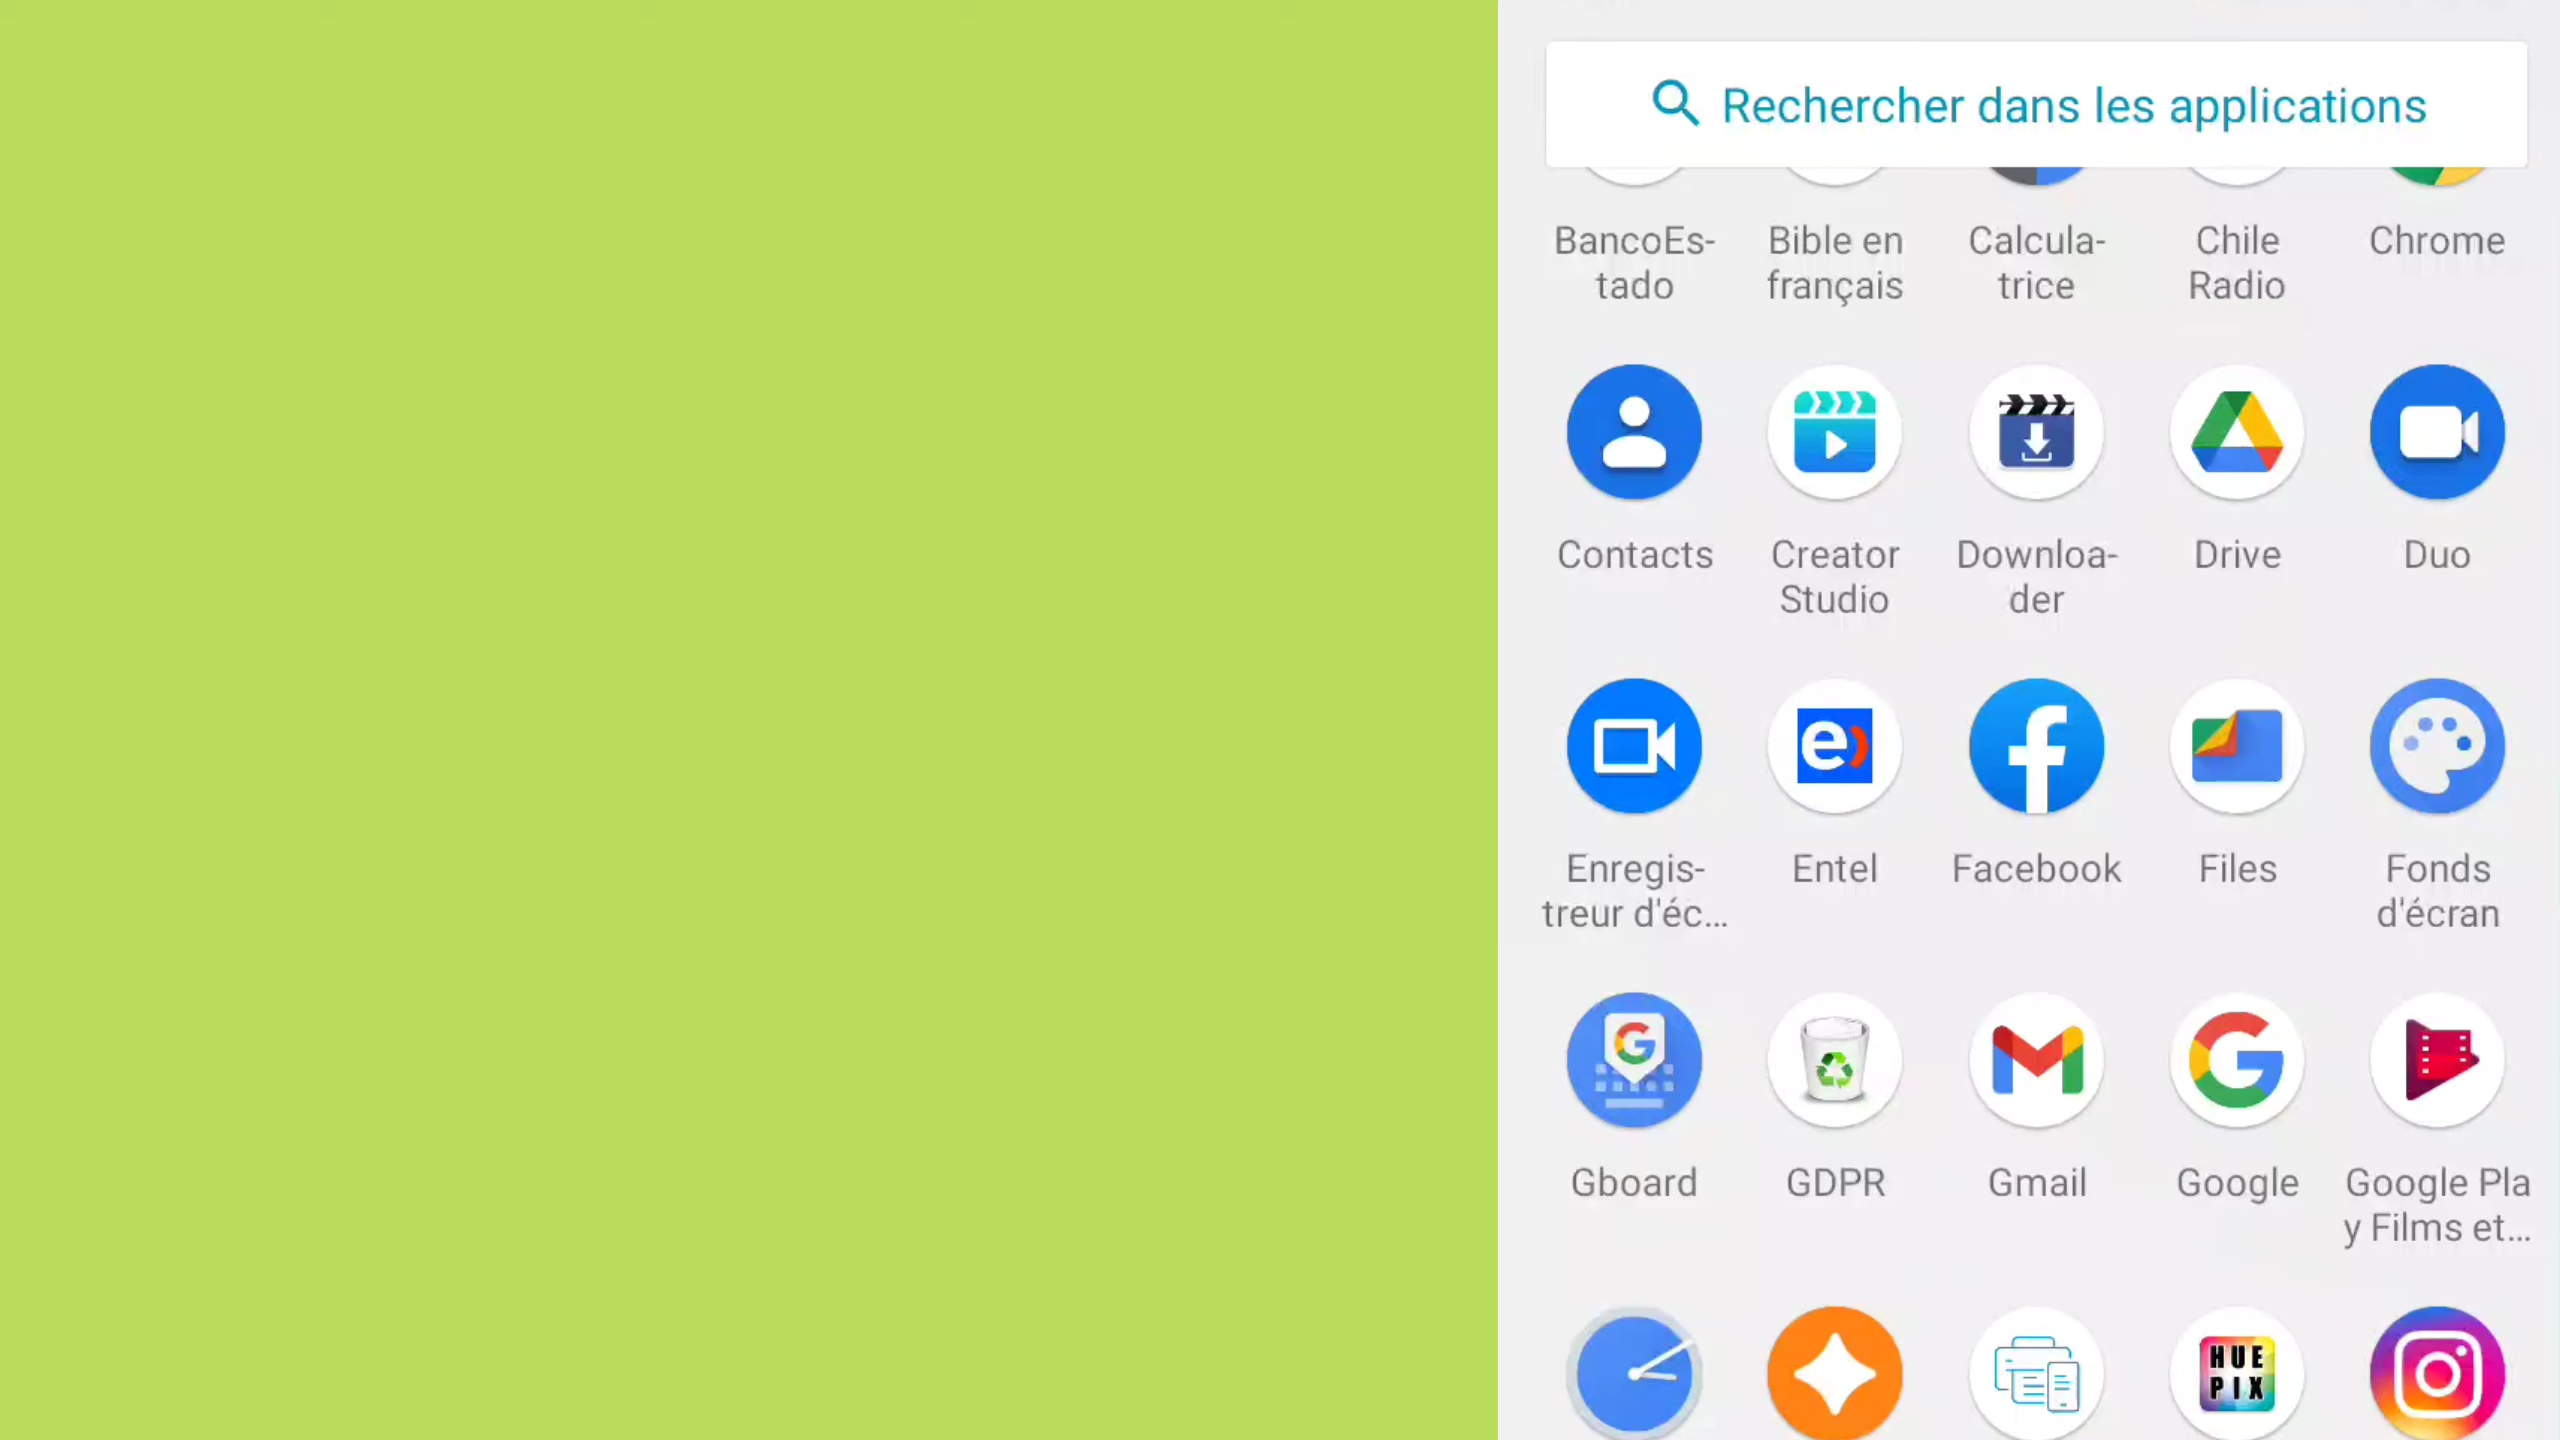 Rechercher dans les applications
BancoEs-
tado
Bible en
français
Calcula-
trice
Chile
Radio
Chrome
Contacts
Creator
Studio
Downloa-
der
Drive
Duo
Enregis-
treur d'éc...
Entel
Facebook
Files
Fonds
d'écran
Gboard
GDPR
Gmail
Google
Google Pla
y Films et...
HUE
PIX